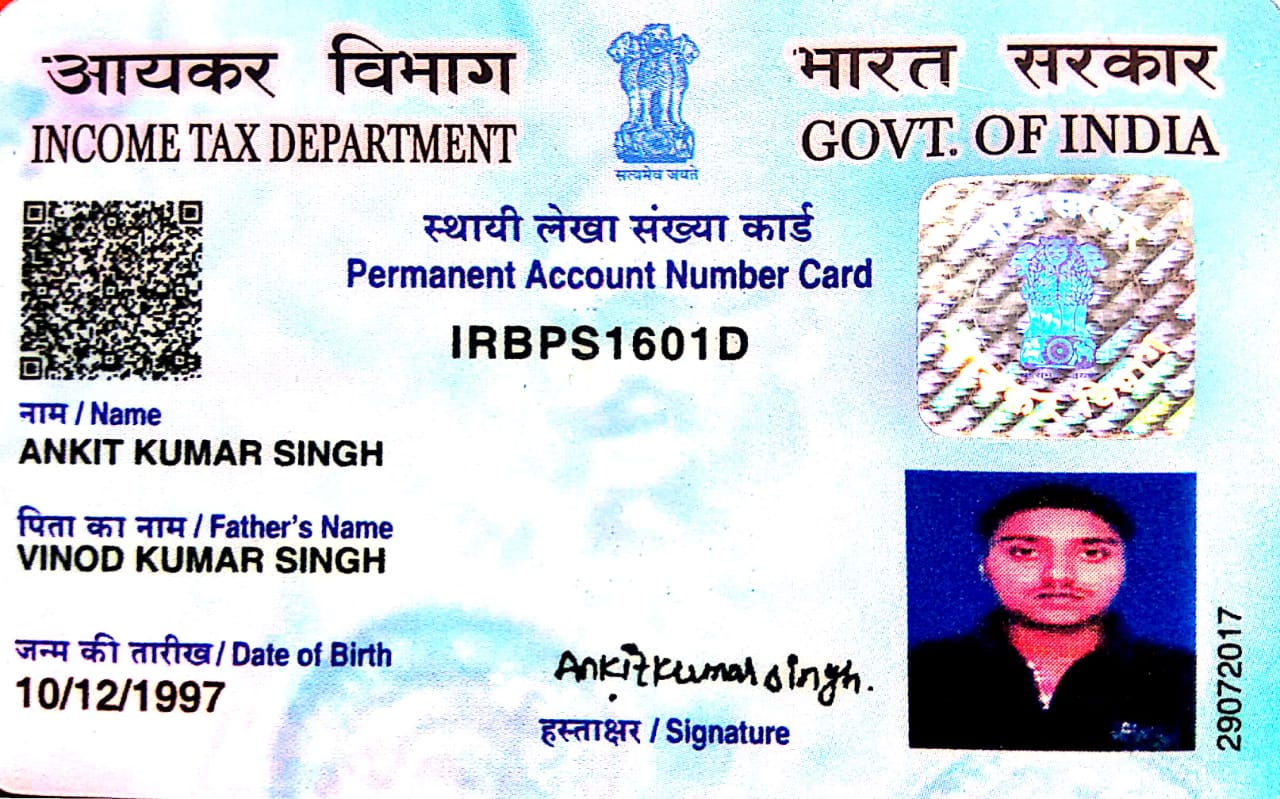 आयकर विभाग
INCOME TAX DEPARTMENT
सत्यमेव जयते
भारत सरकार
GOVT. OF INDIA
स्थायी लेखा संख्या कार्ड
Permanent Account Number Card
IRBPS1601D
नाम / Name
ANKIT KUMAR SINGH
पिता का नाम / Father's Name
VINOD KUMAR SINGH
जन्म की तारीख / Date of Birth
10/12/1997
Ankit Kumar Singh.
हस्ताक्षर / Signature
29072017